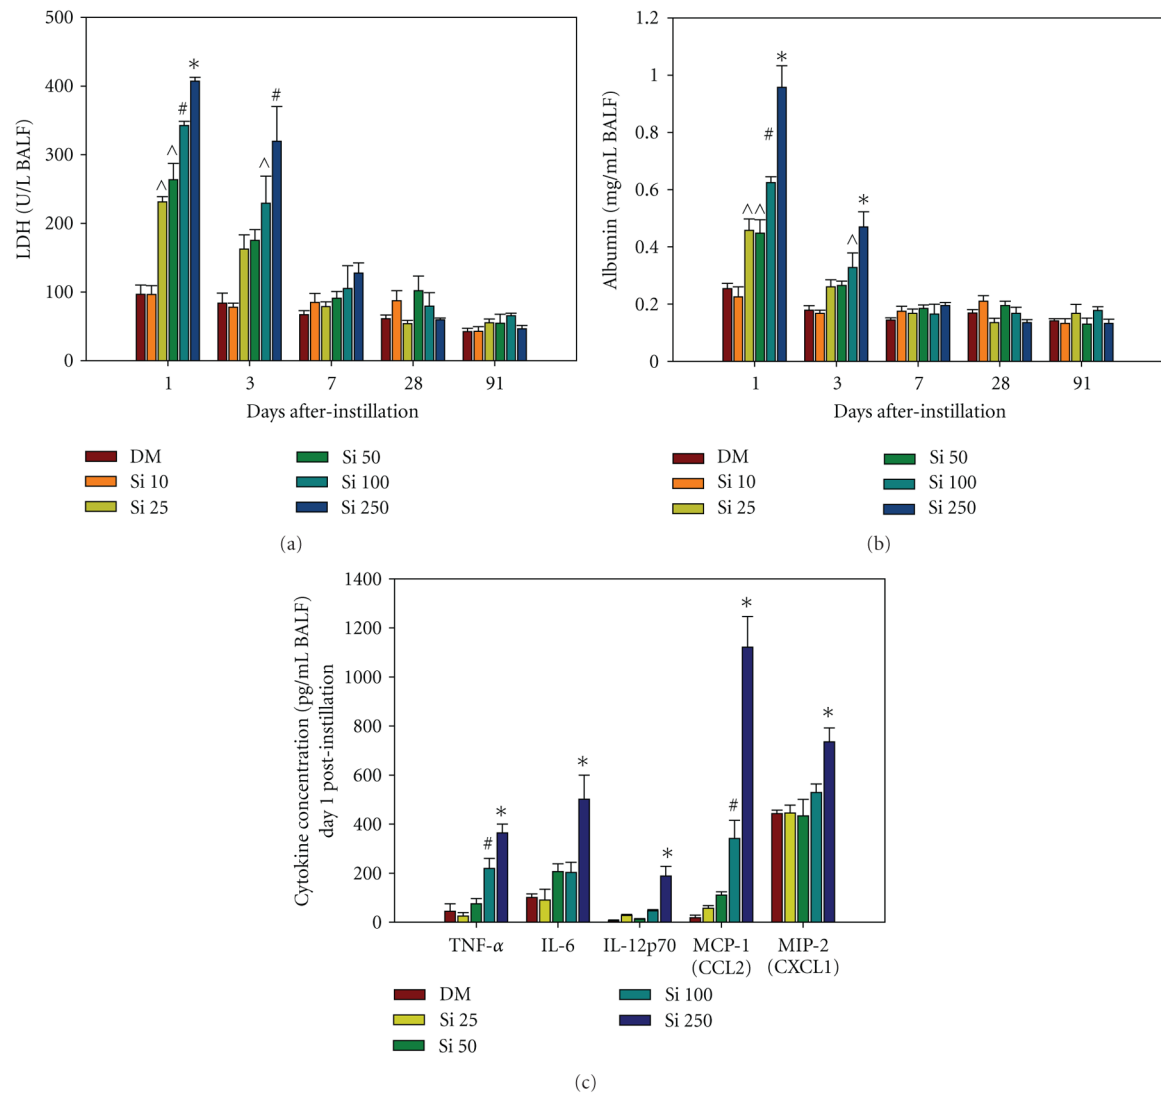 500
400
300
200
100
0
LDH (U/L BALF)
*
#
^
^
#
^
1 3 7 28 91
Days after-instillation
DM
Si 10
Si 25
Si 50
Si 100
Si 250
(a)
1.2
1
0.8
0.6
0.4
0.2
0
Albumin (mg/mL BALF)
*
#
^^
*
^
1 3 7 28 91
Days after-instillation
DM
Si 10
Si 25
Si 50
Si 100
Si 250
(b)
1400
1200
1000
800
600
400
200
0
Cytokine concentration (pg/mL BALF)
day 1 post-instillation
#
*
*
*
#
*
*
TNF-α IL-6 IL-12p70 MCP-1 MIP-2
(CCL2) (CXCL1)
DM
Si 25
Si 50
Si 100
Si 250
(c)